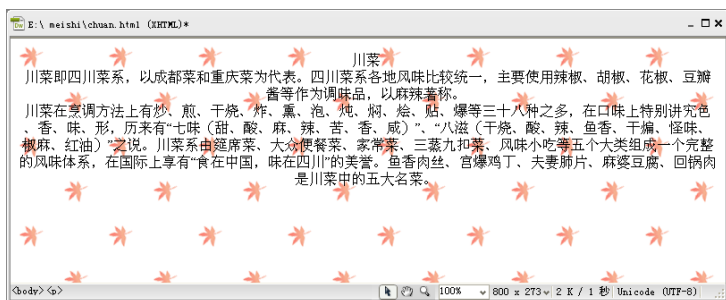 E:\ meishi\chuan.html (XHTML)*
川菜
川菜即四川菜系，以成都菜和重庆菜为代表。四川菜系各地风味比较统一，主要使用辣椒、胡椒、花椒、豆瓣
酱等作为调味品，以麻辣著称。
川菜在烹调方法上有炒、煎、干烧、炸、熏、泡、炖、焖、烩、贴、爆等三十八种之多，在口味上特别讲究色
、香、味、形，历来有“七味（甜、酸、麻、辣、苦、香、咸）”、“八滋（干烧、酸、辣、鱼香、干煸、怪味、
椒麻、红油）”之说。川菜系由筵席菜、大众便餐菜、家常菜、三蒸九扣菜、风味小吃等五个大类组成一个完整
的风味体系，在国际上享有“食在中国，味在四川”的美誉。鱼香肉丝、宫爆鸡丁、夫妻肺片、麻婆豆腐、回锅肉
是川菜中的五大名菜。
<body> <p> 100% 800 x 273 2 K / 1 秒 Unicode (UTF-8)